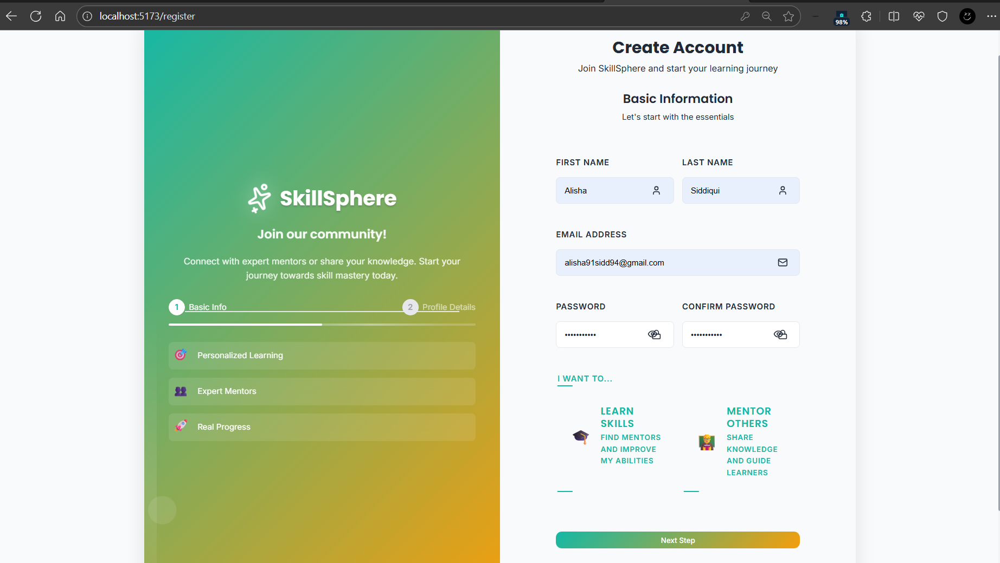 localhost:5173/register
98%
SkillSphere
Join our community!
Connect with expert mentors or share your knowledge. Start your
journey towards skill mastery today.
1 Basic Info
2 Profile Details
Personalized Learning
Expert Mentors
Real Progress
Create Account
Join SkillSphere and start your learning journey
Basic Information
Let's start with the essentials
FIRST NAME
LAST NAME
Alisha
Siddiqui
EMAIL ADDRESS
alisha91sidd94@gmail.com
PASSWORD
CONFIRM PASSWORD
•••••••••••
•••••••••••
I WANT TO...
LEARN
SKILLS
FIND MENTORS
AND IMPROVE
MY ABILITIES
MENTOR
OTHERS
SHARE
KNOWLEDGE
AND GUIDE
LEARNERS
Next Step